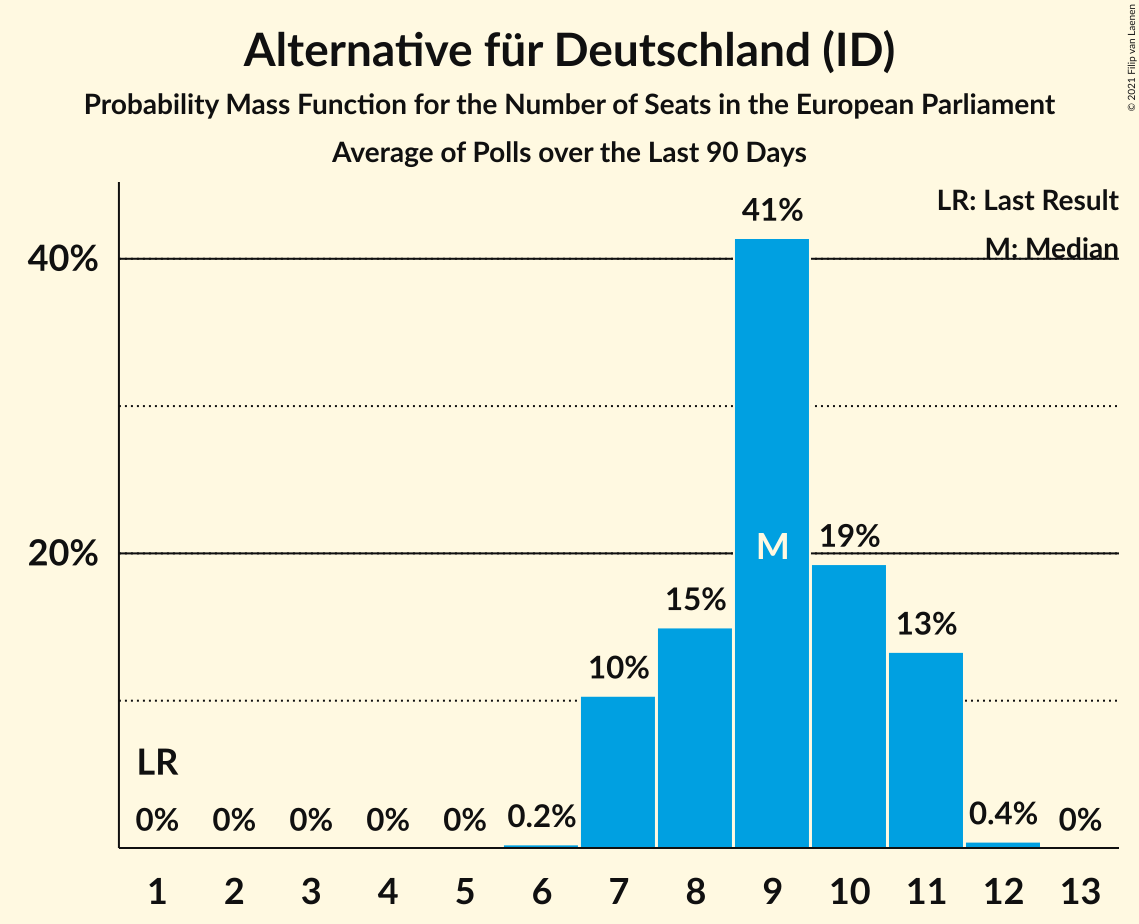 © 2021 Filip van Laenen
Alternative für Deutschland (ID)
Probability Mass Function for the Number of Seats in the European Parliament
Average of Polls over the Last 90 Days
LR: Last Result
M: Median
41%
40%
20%
M
19%
15%
13%
10%
LR
0% 0% 0% 0% 0% 0.2% 0.4% 0%
1 2 3 4 5 6 7 8 9 10 11 12 13